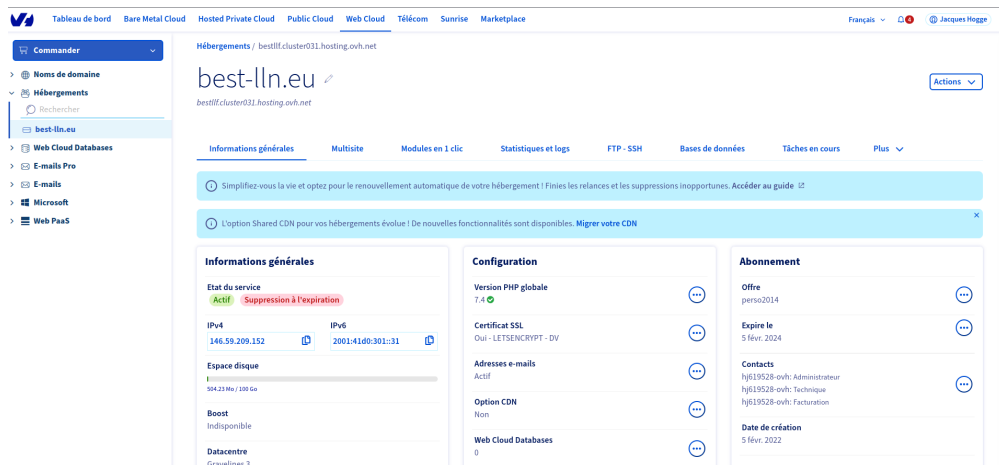 Tableau de bord Bare Metal Cloud Hosted Private Cloud Public Cloud Web Cloud Télécom Sunrise Marketplace Français 4 Jacques Hogge
Commander
Noms de domaine
Hébergements
Rechercher
best-lln.eu
Web Cloud Databases
E-mails Pro
E-mails
Microsoft
Web PaaS
Hébergements / bestllf.cluster031.hosting.ovh.net
best-lln.eu
bestllf.cluster031.hosting.ovh.net
Actions
Informations générales Multisite Modules en 1 clic Statistiques et logs FTP - SSH Bases de données Tâches en cours Plus
Simplifiez-vous la vie et optez pour le renouvellement automatique de votre hébergement ! Finies les relances et les suppressions inopportunes. Accéder au guide
L'option Shared CDN pour vos hébergements évolue ! De nouvelles fonctionnalités sont disponibles. Migrer votre CDN
Informations générales
Etat du service
Actif Suppression à l'expiration
IPv4 IPv6
146.59.209.152 2001:41d0:301::31
Espace disque
504.23 Mo / 100 Go
Boost
Indisponible
Datacentre
Gravelines 3
Configuration
Version PHP globale
7.4
Certificat SSL
Oui - LETSENCRYPT - DV
Adresses e-mails
Actif
Option CDN
Non
Web Cloud Databases
0
Abonnement
Offre
perso2014
Expire le
5 févr. 2024
Contacts
hj619528-ovh: Administrateur
hj619528-ovh: Technique
hj619528-ovh: Facturation
Date de création
5 févr. 2022